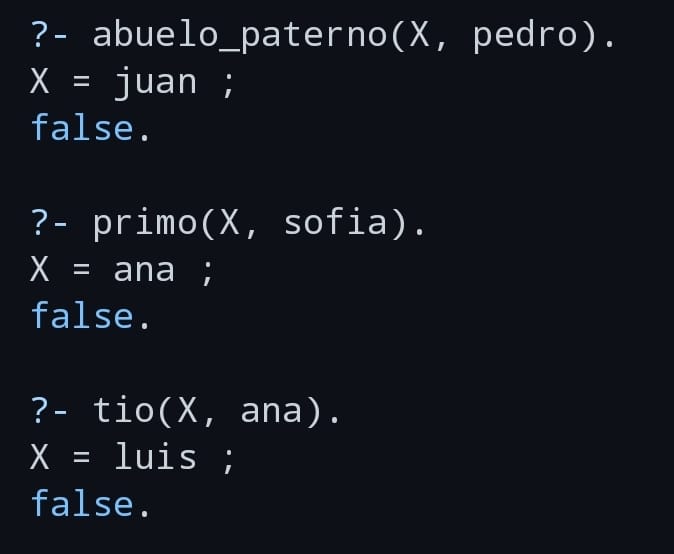 ?- abuelo_paterno(X, pedro).
X = juan ;
false.
?- primo(X, sofia).
X = ana ;
false.
?- tio(X, ana).
X = luis ;
false.